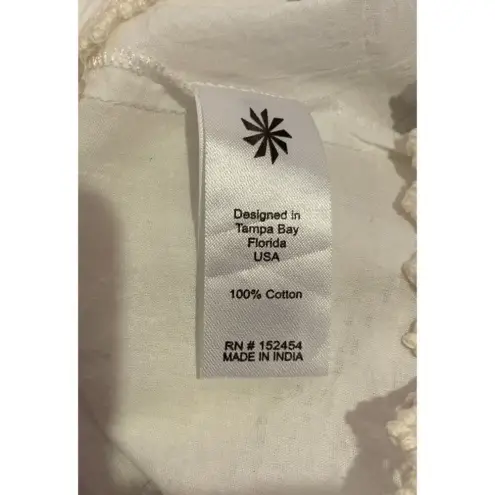 Designed in
Tampa Bay
Florida
USA
100% Cotton
RN # 152454
MADE IN INDIA